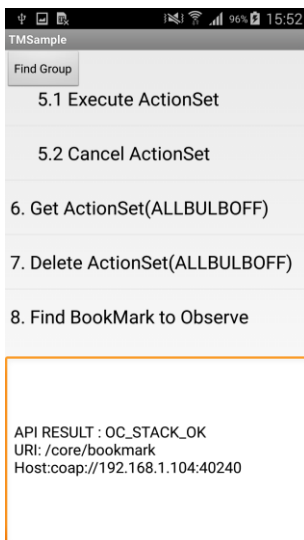 96% 15:52
TMSample
Find Group
5.1 Execute ActionSet
5.2 Cancel ActionSet
6. Get ActionSet(ALLBULBOFF)
7. Delete ActionSet(ALLBULBOFF)
8. Find BookMark to Observe
API RESULT : OC_STACK_OK
URI: /core/bookmark
Host:coap://192.168.1.104:40240